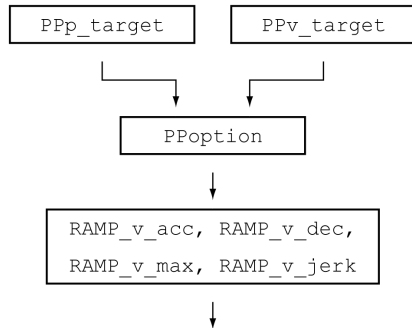 PPp_target
PPv_target
PPoption
RAMP_v_acc, RAMP_v_dec,
RAMP_v_max, RAMP_v_jerk